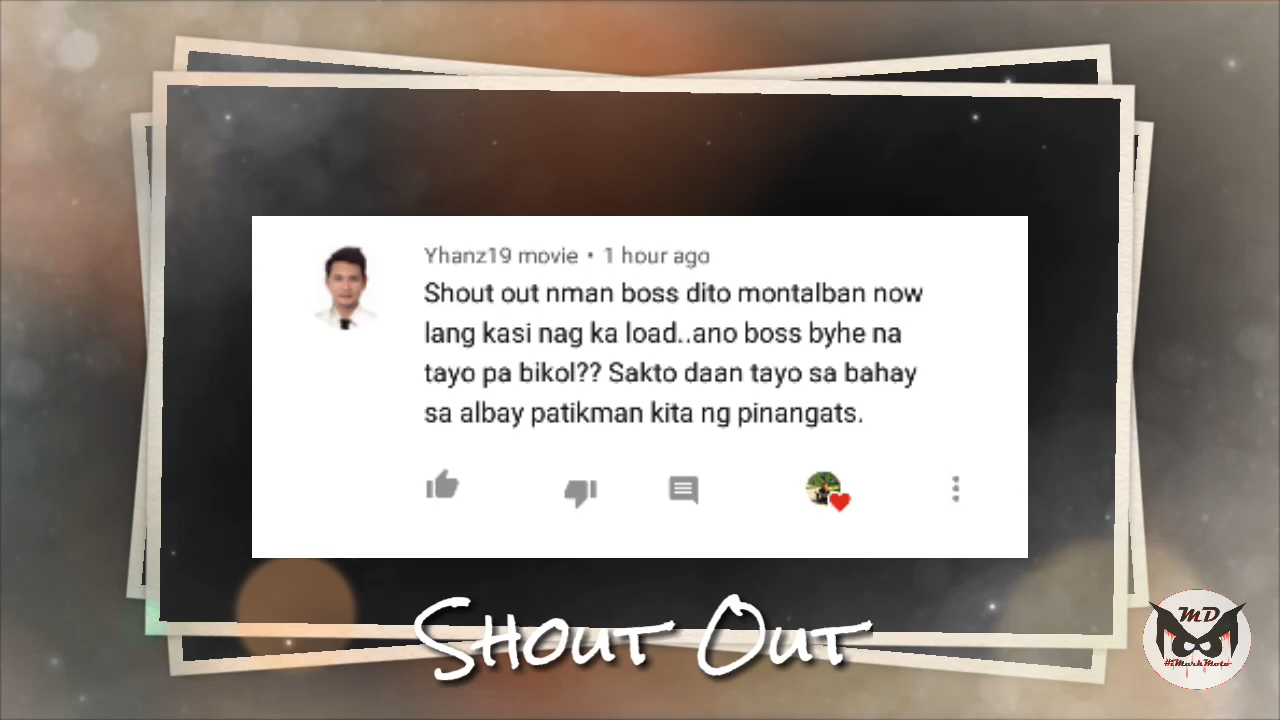 Yhanz19 movie • 1 hour ago
Shout out nman boss dito montalban now
lang kasi nag ka load..ano boss byhe na
tayo pa bikol?? Sakto daan tayo sa bahay
sa albay patikman kita ng pinangats.
Shout Out
MD
#iMarkMoto